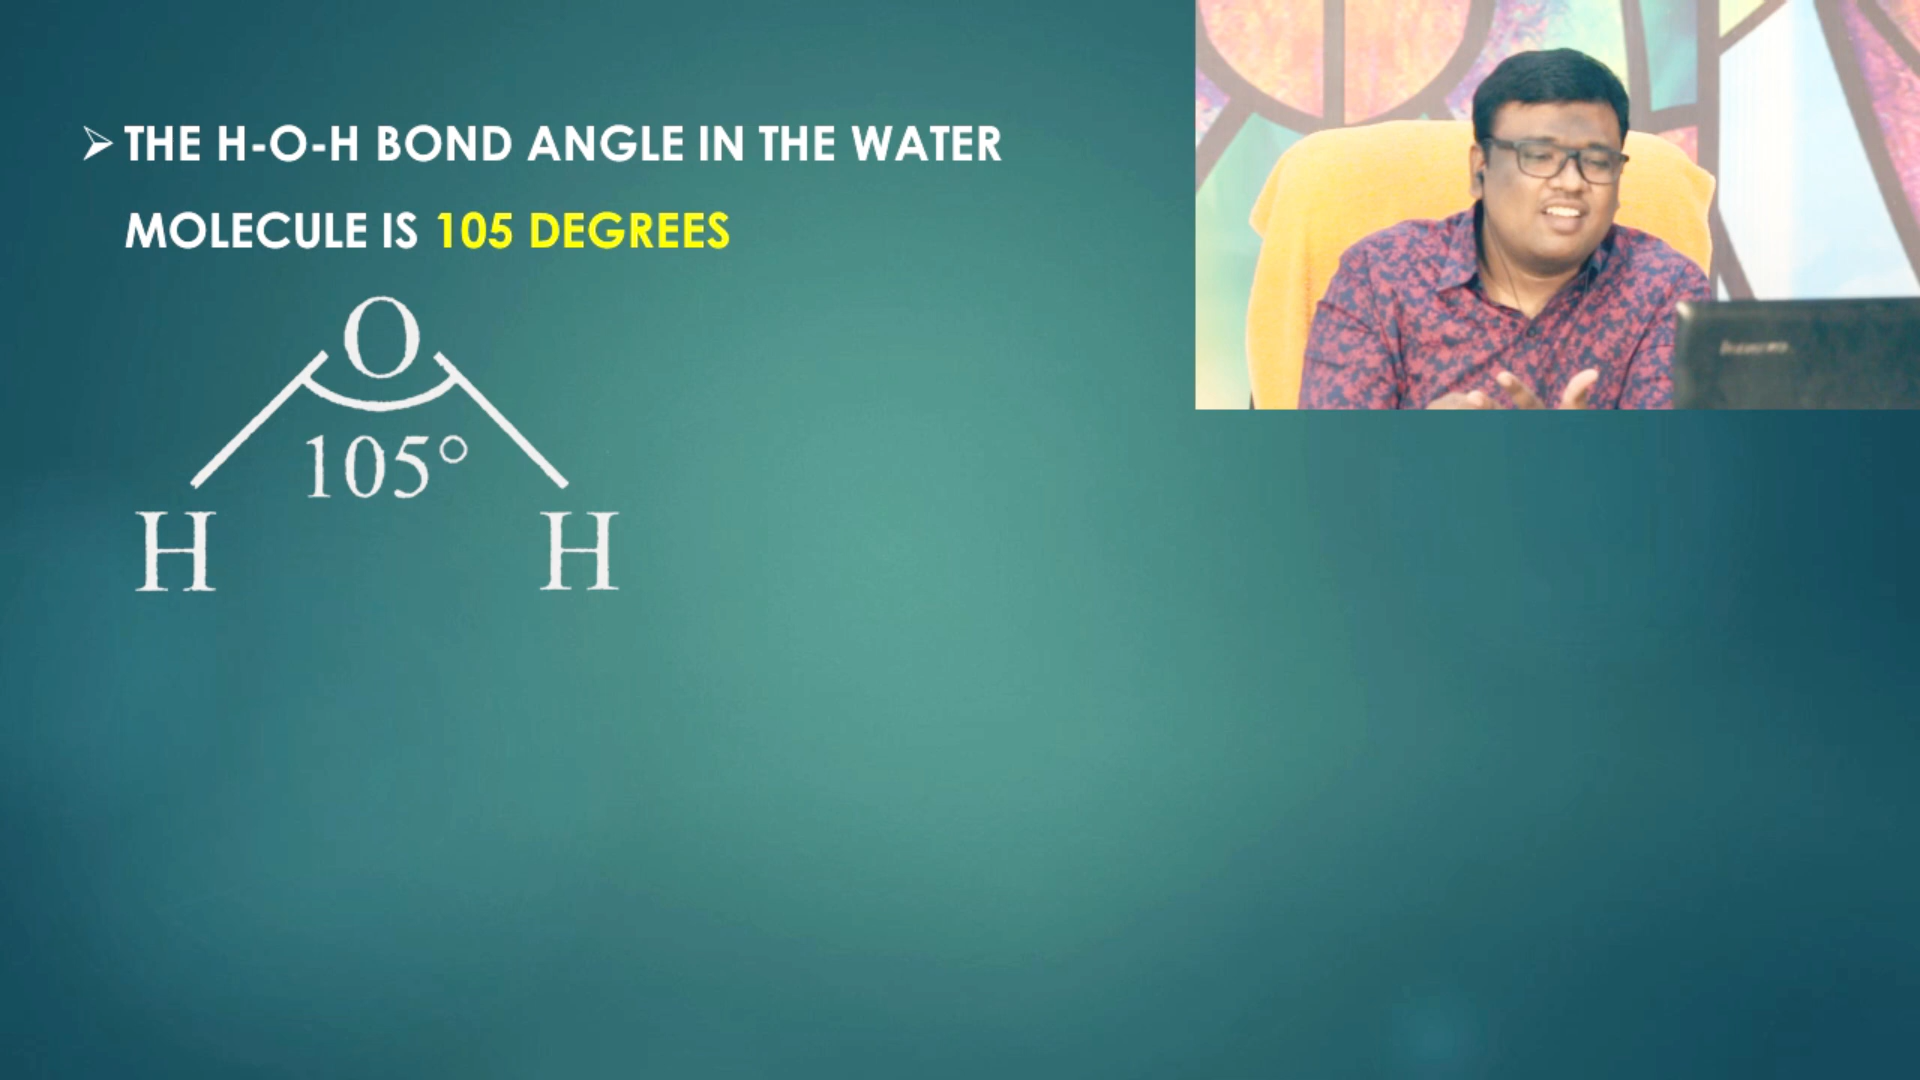 THE H-O-H BOND ANGLE IN THE WATER
MOLECULE IS 105 DEGREES
O
105°
H H